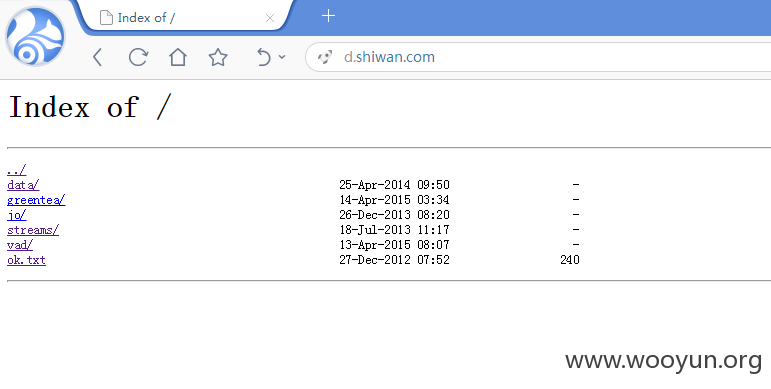 Index of /
d.shiwan.com
Index of /
../
data/ 25-Apr-2014 09:50 -
greentea/ 14-Apr-2015 03:34 -
jq/ 26-Dec-2013 08:20 -
streams/ 18-Jul-2013 11:17 -
vad/ 13-Apr-2015 08:07 -
ok.txt 27-Dec-2012 07:52 240
www.wooyun.org